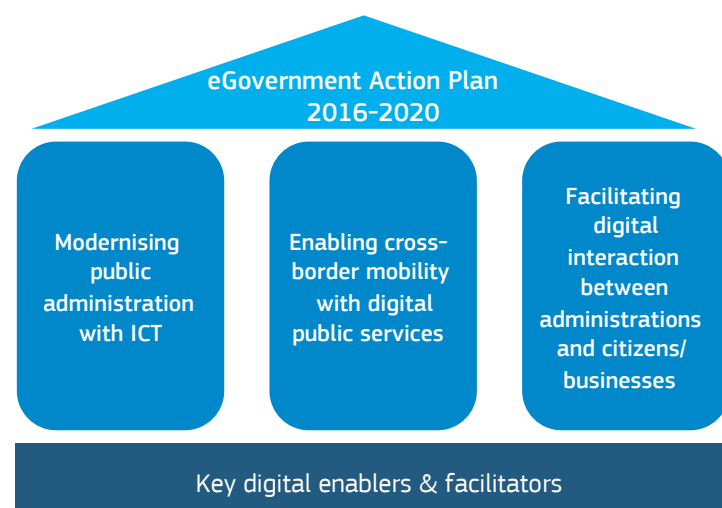 eGovernment Action Plan
2016-2020
Modernising
public
administration
with ICT
Enabling cross-
border mobility
with digital
public services
Facilitating
digital
interaction
between
administrations
and citizens/
businesses
Key digital enablers & facilitators